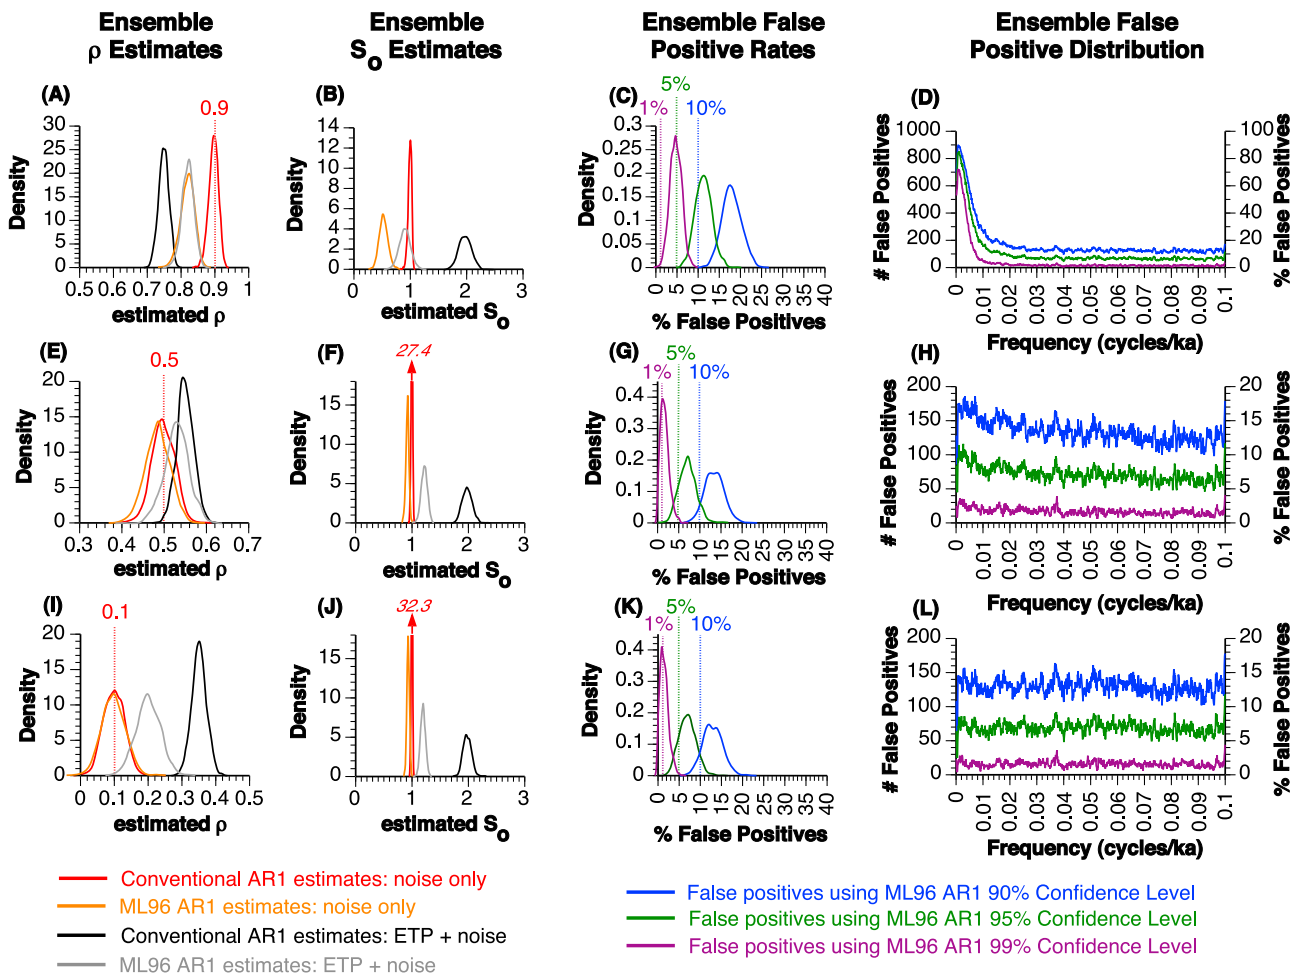 Ensemble
ρ Estimates
Ensemble
So Estimates
Ensemble False
Positive Rates
Ensemble False
Positive Distribution
(A)
0.9
30
25
20
15
10
5
0
Density
0.5 0.6 0.7 0.8 0.9 1
estimated ρ
(B)
14
12
10
8
6
4
2
0
Density
0 1 2 3
estimated So
(C)
1%
5%
10%
0.3
0.25
0.2
0.15
0.1
0.05
0
Density
0 5 10 15 20 25 30 35 40
% False Positives
(D)
1000
800
600
400
200
0
# False Positives
100
80
60
40
20
0
% False Positives
0 0.01 0.02 0.03 0.04 0.05 0.06 0.07 0.08 0.09 0.1
Frequency (cycles/ka)
(E)
0.5
20
15
10
5
0
Density
0.3 0.4 0.5 0.6 0.7
estimated ρ
(F)
27.4
15
10
5
0
Density
0 1 2 3
estimated So
(G)
1%
5%
10%
0.4
0.3
0.2
0.1
0
Density
0 5 10 15 20 25 30 35 40
% False Positives
(H)
200
150
100
50
0
# False Positives
20
15
10
5
0
% False Positives
0 0.01 0.02 0.03 0.04 0.05 0.06 0.07 0.08 0.09 0.1
Frequency (cycles/ka)
(I)
0.1
20
15
10
5
0
Density
0 0.1 0.2 0.3 0.4 0.5
estimated ρ
(J)
32.3
15
10
5
0
Density
0 1 2 3
estimated So
(K)
1%
5%
10%
0.4
0.3
0.2
0.1
0
Density
0 5 10 15 20 25 30 35 40
% False Positives
(L)
200
150
100
50
0
# False Positives
20
15
10
5
0
% False Positives
0 0.01 0.02 0.03 0.04 0.05 0.06 0.07 0.08 0.09 0.1
Frequency (cycles/ka)
Conventional AR1 estimates: noise only
ML96 AR1 estimates: noise only
Conventional AR1 estimates: ETP + noise
ML96 AR1 estimates: ETP + noise
False positives using ML96 AR1 90% Confidence Level
False positives using ML96 AR1 95% Confidence Level
False positives using ML96 AR1 99% Confidence Level